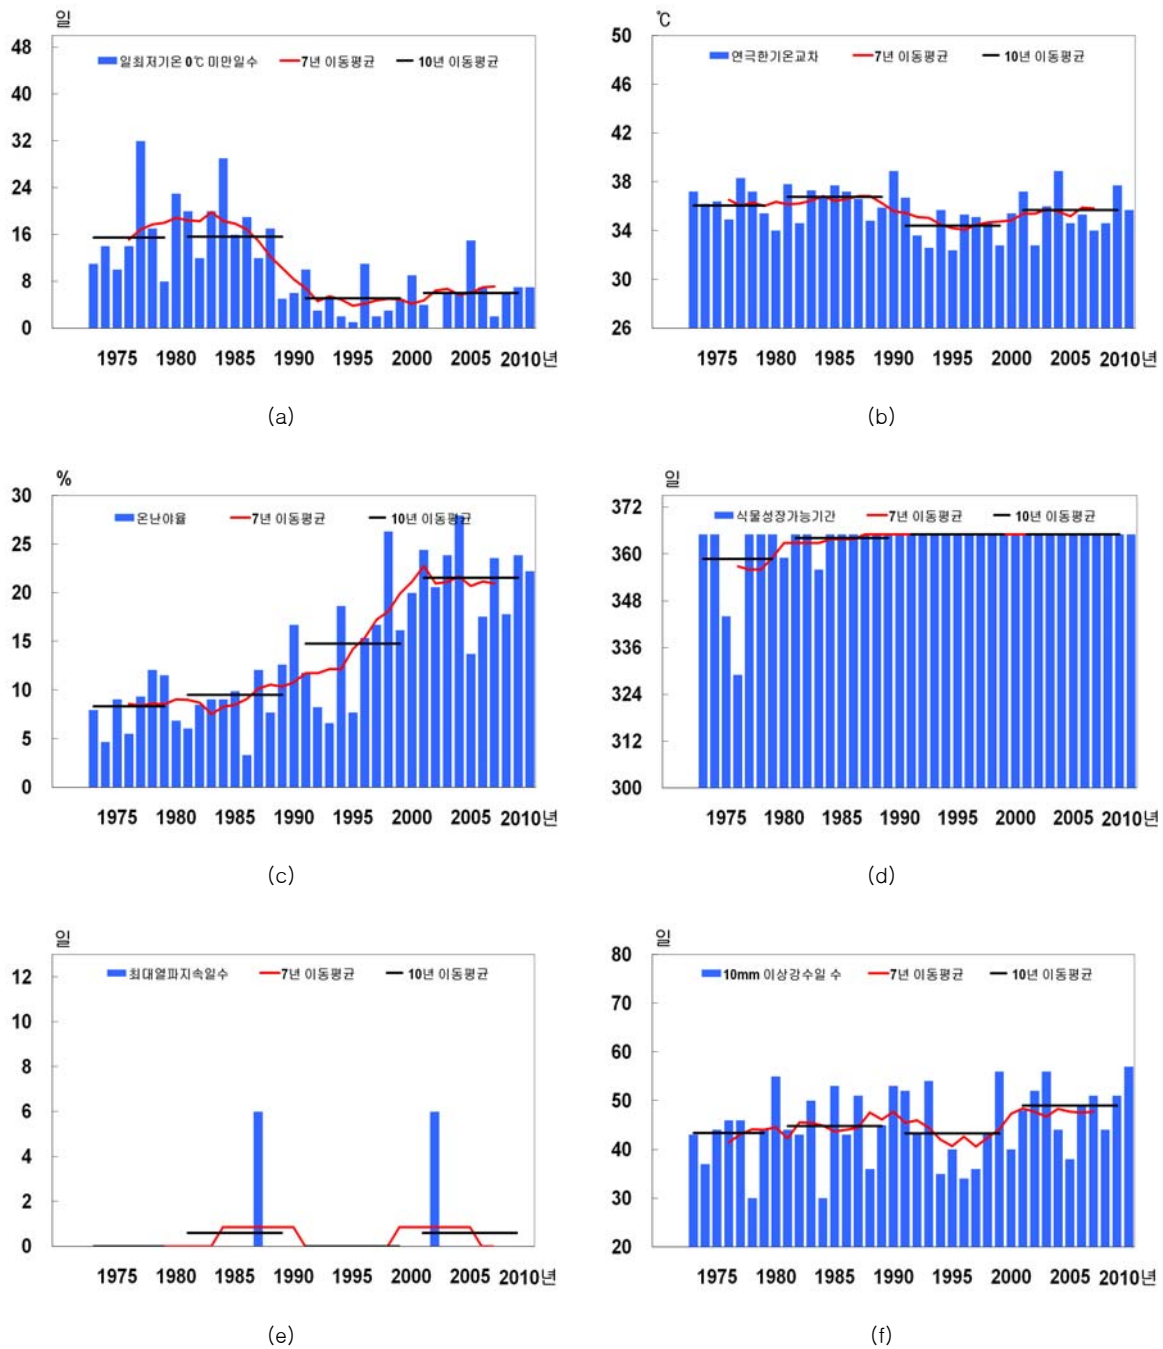 일
48
40
32
24
16
8
0
일최저기온 0℃ 미만일수 7년 이동평균 10년 이동평균
1975 1980 1985 1990 1995 2000 2005 2010년
(a)
℃
50
46
42
38
34
30
26
연극한기온교차 7년 이동평균 10년 이동평균
1975 1980 1985 1990 1995 2000 2005 2010년
(b)
%
30
25
20
15
10
5
0
온난야율 7년 이동평균 10년 이동평균
1975 1980 1985 1990 1995 2000 2005 2010년
(c)
일
372
360
348
336
324
312
300
식물성장가능기간 7년 이동평균 10년 이동평균
1975 1980 1985 1990 1995 2000 2005 2010년
(d)
일
12
10
8
6
4
2
0
최대열파지속일수 7년 이동평균 10년 이동평균
1975 1980 1985 1990 1995 2000 2005 2010년
(e)
일
80
70
60
50
40
30
20
10mm 이상강수일 수 7년 이동평균 10년 이동평균
1975 1980 1985 1990 1995 2000 2005 2010년
(f)